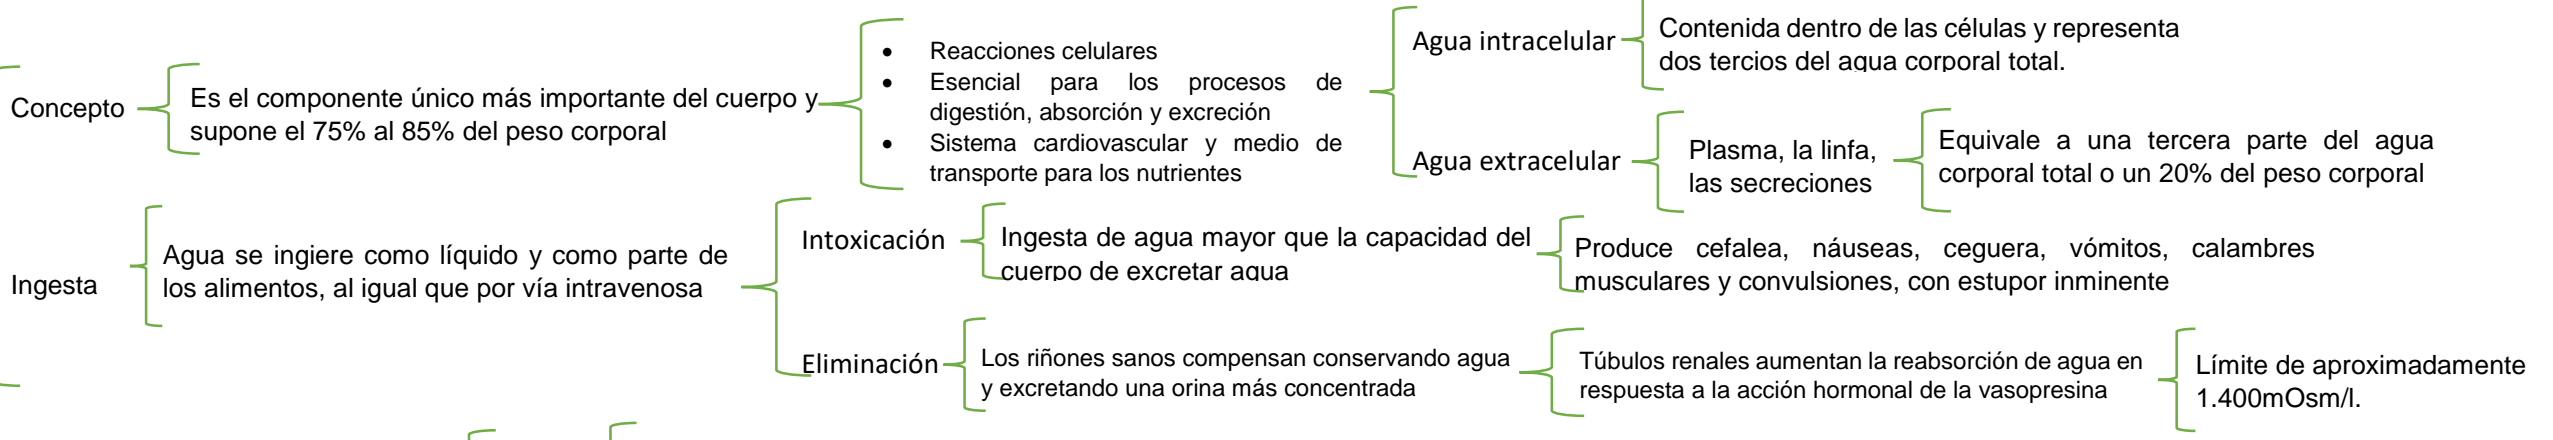 Concepto
Es el componente único más importante del cuerpo y
supone el 75% al 85% del peso corporal
• Reacciones celulares
• Esencial para los procesos de
digestión, absorción y excreción
• Sistema cardiovascular y medio de
transporte para los nutrientes
Agua intracelular
Contenida dentro de las células y representa
dos tercios del agua corporal total.
Agua extracelular
Plasma, la linfa,
las secreciones
Equivale a una tercera parte del agua
corporal total o un 20% del peso corporal
Ingesta
Agua se ingiere como líquido y como parte de
los alimentos, al igual que por vía intravenosa
Intoxicación
Ingesta de agua mayor que la capacidad del
cuerpo de excretar agua
Produce cefalea, náuseas, ceguera, vómitos, calambres
musculares y convulsiones, con estupor inminente
Eliminación
Los riñones sanos compensan conservando agua
y excretando una orina más concentrada
Túbulos renales aumentan la reabsorción de agua en
respuesta a la acción hormonal de la vasopresina
Límite de aproximadamente
1.400mOsm/l.